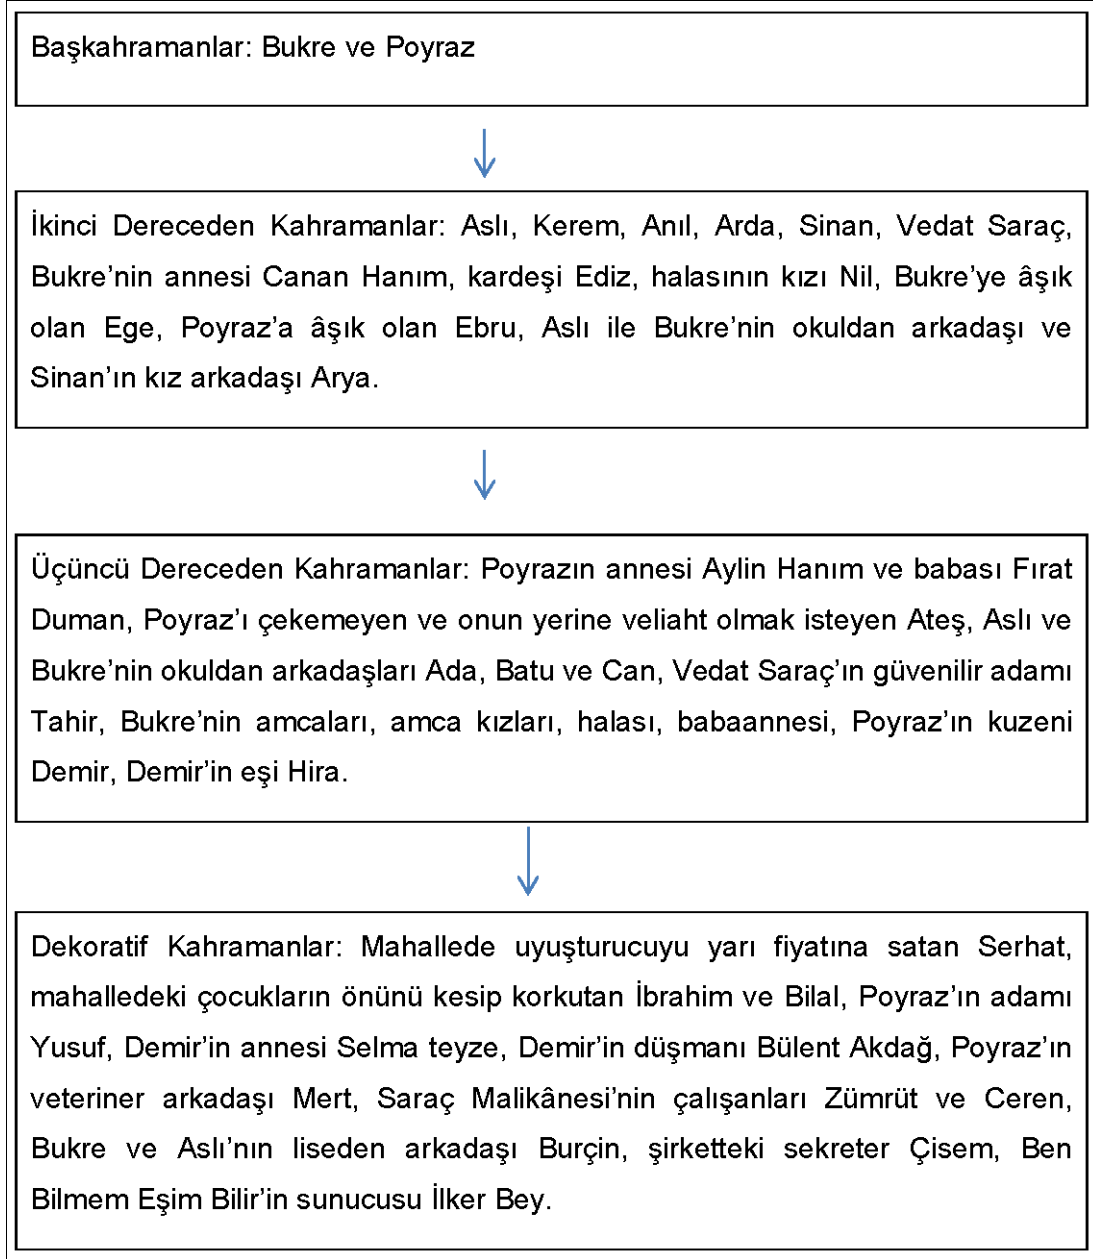 Başkahramanlar: Bukre ve Poyraz
İkinci Dereceden Kahramanlar: Aslı, Kerem, Anıl, Arda, Sinan, Vedat Saraç,
Bukre’nin annesi Canan Hanım, kardeşi Ediz, halasının kızı Nil, Bukre’ye âşık
olan Ege, Poyraz’a âşık olan Ebru, Aslı ile Bukre’nin okuldan arkadaşı ve
Sinan’ın kız arkadaşı Arya.
Üçüncü Dereceden Kahramanlar: Poyrazın annesi Aylin Hanım ve babası Fırat
Duman, Poyraz’ı çekemeyen ve onun yerine veliaht olmak isteyen Ateş, Aslı ve
Bukre’nin okuldan arkadaşları Ada, Batu ve Can, Vedat Saraç’ın güvenilir adamı
Tahir, Bukre’nin amcaları, amca kızları, halası, babaannesi, Poyraz’ın kuzeni
Demir, Demir’in eşi Hira.
Dekoratif Kahramanlar: Mahallede uyuşturucuyu yarı fiyatına satan Serhat,
mahalledeki çocukların önünü kesip korkutan İbrahim ve Bilal, Poyraz’ın adamı
Yusuf, Demir’in annesi Selma teyze, Demir’in düşmanı Bülent Akdağ, Poyraz’ın
veteriner arkadaşı Mert, Saraç Malikânesi’nin çalışanları Zümrüt ve Ceren,
Bukre ve Aslı’nın liseden arkadaşı Burçin, şirketteki sekreter Çisem, Ben
Bilmem Eşim Bilir’in sunucusu İlker Bey.